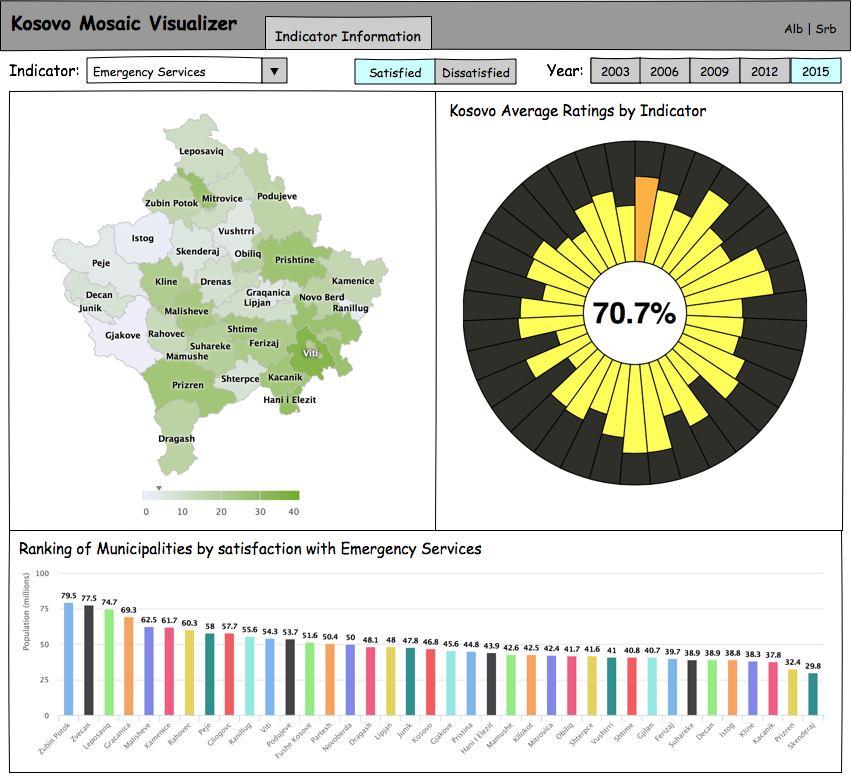 Kosovo Mosaic Visualizer
Indicator Information
Alb | Srb
Indicator:
Emergency Services
Satisfied
Dissatisfied
Year:
2003
2006
2009
2012
2015
Leposaviq
Zubin Potok
Mitrovice
Podujeve
Istog
Vushtrri
Skenderaj
Obiliq
Prishtine
Peje
Kline
Drenas
Kamenice
Decan
Graqanica
Novo Berd
Junik
Lipjan
Ranillug
Malisheve
Gjakove
Rahovec
Shtime
Suhareke
Ferizaj
Mamushe
Viti
Prizren
Shterpce
Kacanik
Hani i Elezit
Dragash
0 10 20 30 40
Kosovo Average Ratings by Indicator
70.7%
Ranking of Municipalities by satisfaction with Emergency Services
Population (millions)
100
75
50
25
0
79.5 77.5 74.7 69.3 62.5 61.7 60.3 58 57.7 55.6 54.3 53.7 51.6 50.4 50 48.1 48 47.8 46.8 45.6 44.8 43.9 42.6 42.5 42.4 41.7 41.6 41 40.8 40.7 39.7 38.9 38.9 38.8 38.3 37.8 32.4 29.8
Zubin Potok
Zvecan
Leposaviq
Gracanica
Malisheve
Kamenice
Rahovec
Peje
Gllogovc
Ranillug
Viti
Podujeve
Fushe Kosove
Partesh
Novoberda
Dragash
Lipjan
Junik
Kosovo
Gjakove
Pristina
Hani I Elezit
Mamushe
Kllokot
Mitrovica
Obiliq
Shterpce
Vushtrri
Shtime
Gjilan
Ferizaj
Suhareke
Decan
Istog
Kline
Kacanik
Prizren
Skenderaj